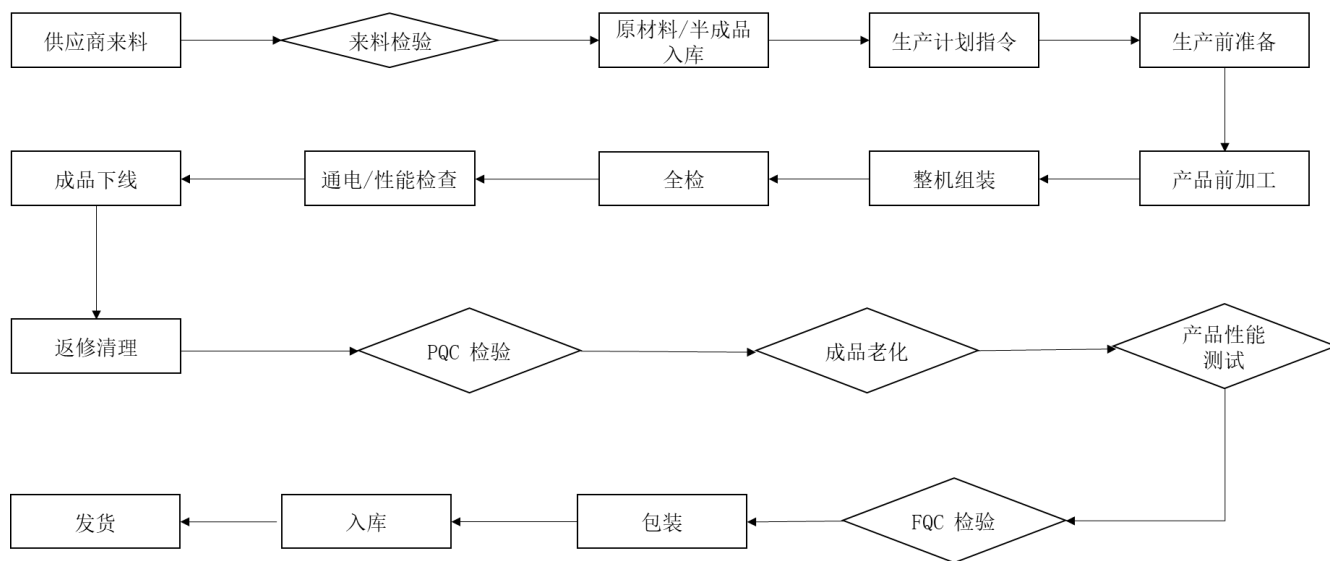 供应商来料
来料检验
原材料/半成品
入库
生产计划指令
生产前准备
成品下线
通电/性能检查
全检
整机组装
产品前加工
返修清理
PQC 检验
成品老化
产品性能
测试
发货
入库
包装
FQC 检验